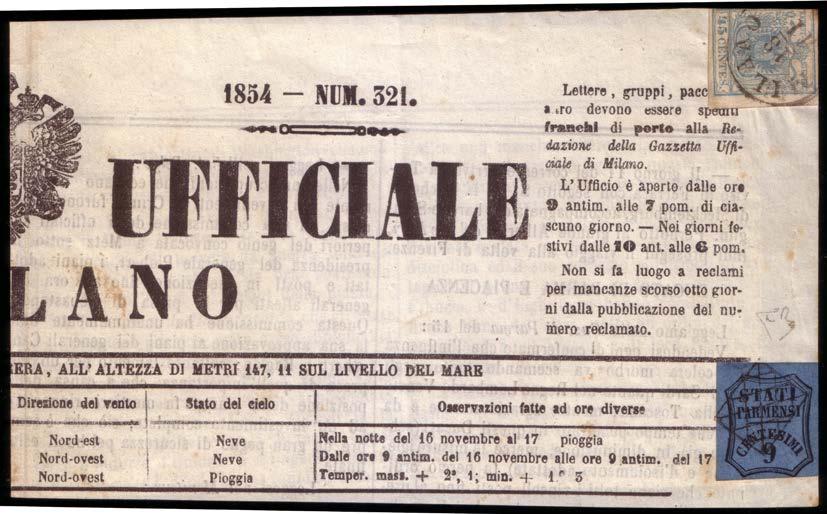 1854 — NUM. 321.
UFFICIALE
LANO
Lettere, gruppi,
devono essere spediti
franchi di porto alla Re-
dazione della Gazzetta Uffi-
ciale di Milano.
L'Ufficio è aperto dalle ore
9 antim. alle 7 pom. di cia-
scuno giorno. — Nei giorni fe-
stivi dalle 10 ant. alle 6 pom.
Non si fa luogo a reclami
per mancanze scorso otto gior-
ni dalla pubblicazione del nu-
mero reclamato.
RERA, ALL'ALTEZZA DI METRI 147, 11 SUL LIVELLO DEL MARE
Direzione del vento Stato del cielo Osservazioni fatte ad ore diverse
Nord-est Neve Nella notte del 16 novembre al 17 pioggia
Nord-ovest Neve Dalle ore 9 antim. del 16 novembre alle ore 9 antim. del 17
Nord-ovest Pioggia Temper. mass. + 2°, 1; min. + 1.° 3
STATI
PARMENSI
CENTESIMI
9